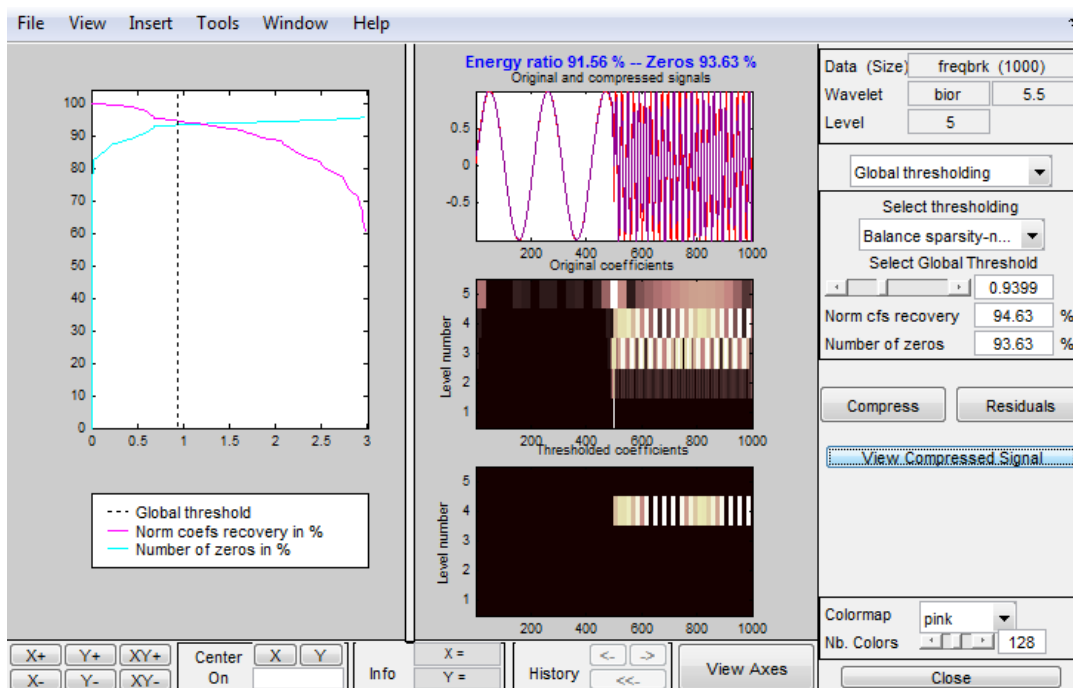 File View Insert Tools Window Help
Energy ratio 91.56 % -- Zeros 93.63 %
Original and compressed signals
100
90
80
70
60
50
40
30
20
10
0
0 0.5 1 1.5 2 2.5 3
Global threshold
Norm coefs recovery in %
Number of zeros in %
0.5
0
-0.5
200 400 600 800 1000
Original coefficients
Level number
5
4
3
2
1
200 400 600 800 1000
Thresholded coefficients
Level number
5
4
3
2
1
200 400 600 800 1000
Data (Size) freqbrk (1000)
Wavelet bior 5.5
Level 5
Global thresholding
Select thresholding
Balance sparsity-n...
Select Global Threshold
0.9399
Norm cfs recovery 94.63 %
Number of zeros 93.63 %
Compress Residuals
View Compressed Signal
Colormap pink
Nb. Colors 128
Close
X+ Y+ XY+
X- Y- XY-
Center On X Y
Info X =
Y =
History <- ->
<<-
View Axes